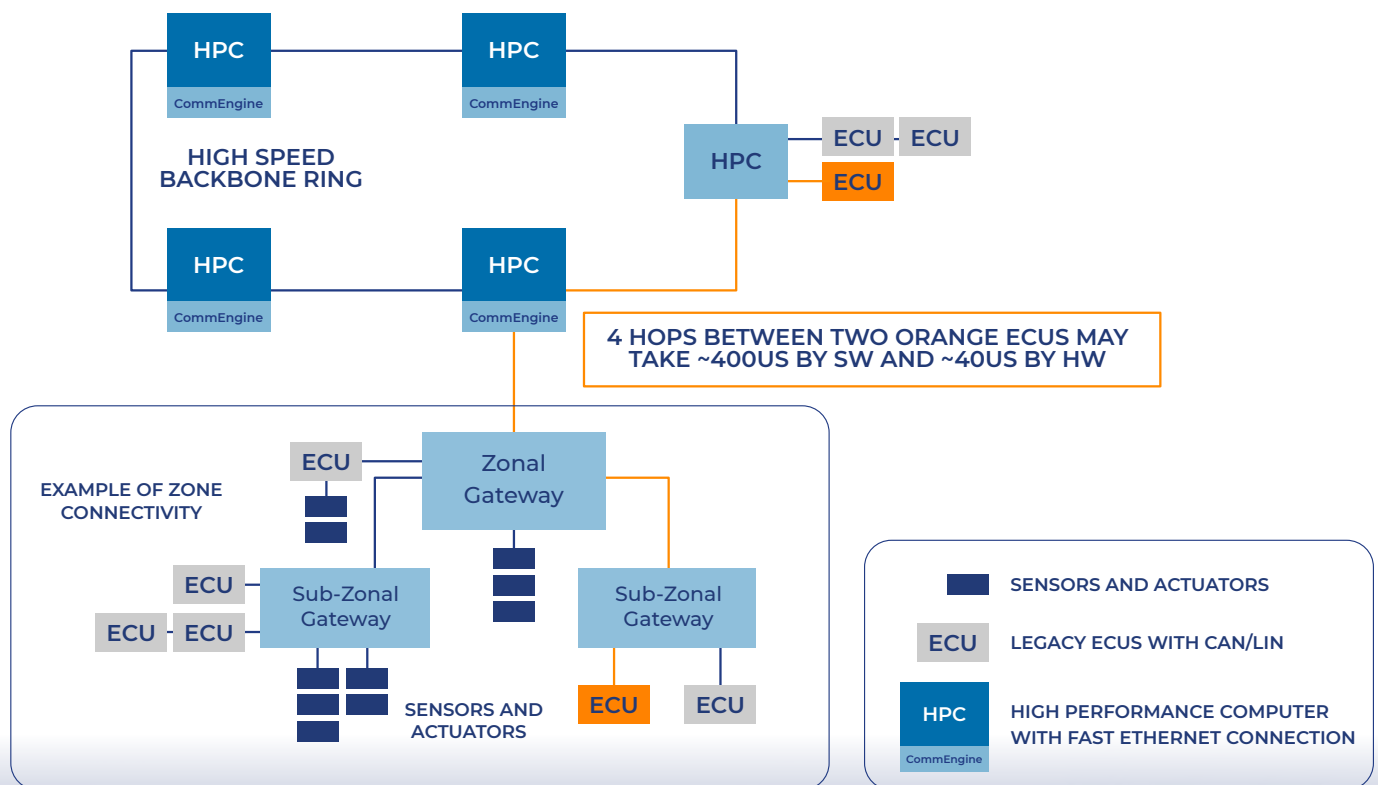 HPC
CommEngine
HPC
CommEngine
HIGH SPEED
BACKBONE RING
HPC
ECU
ECU
ECU
HPC
CommEngine
HPC
CommEngine
4 HOPS BETWEEN TWO ORANGE ECUS MAY
TAKE ~400US BY SW AND ~40US BY HW
EXAMPLE OF ZONE
CONNECTIVITY
ECU
Zonal
Gateway
ECU
ECU
ECU
Sub-Zonal
Gateway
Sub-Zonal
Gateway
SENSORS AND
ACTUATORS
ECU
ECU
SENSORS AND ACTUATORS
ECU
LEGACY ECUS WITH CAN/LIN
HPC
CommEngine
HIGH PERFORMANCE COMPUTER
WITH FAST ETHERNET CONNECTION